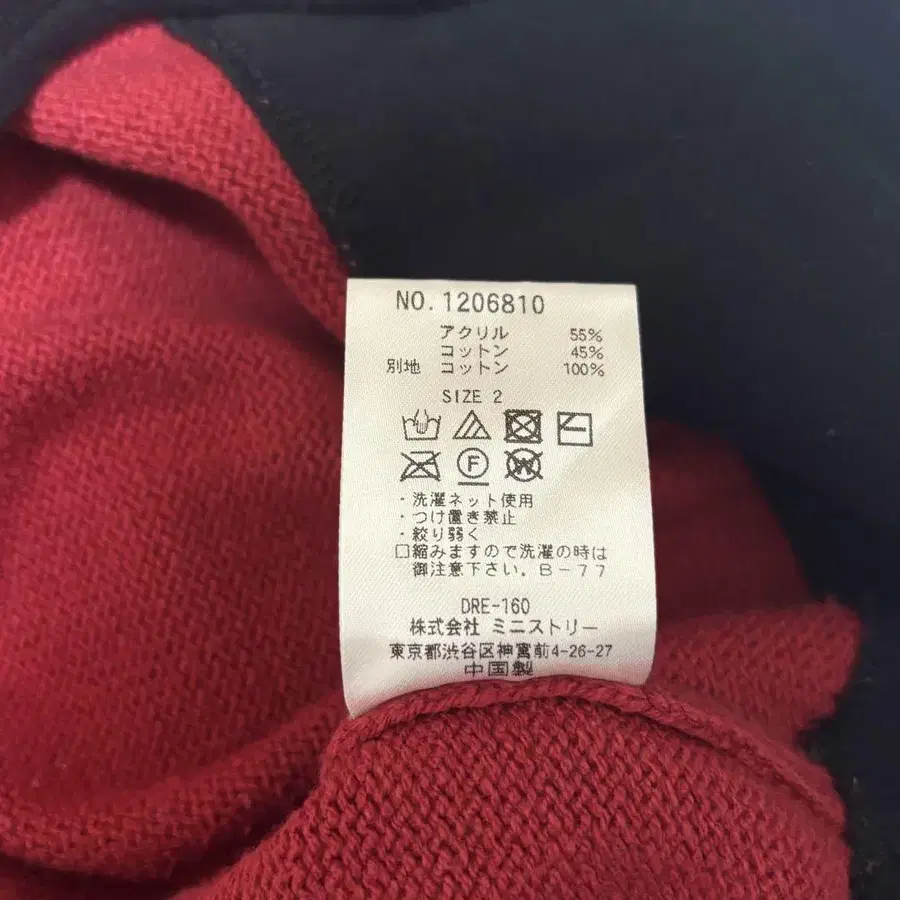 NO.1206810
アクリル 55%
コットン 45%
別地 コットン 100%
SIZE 2
F W
・洗濯ネット使用
・つけ置き禁止
・絞り弱く
□縮みますので洗濯の時は
御注意下さい。B-77
DRE-160
株式会社 ミニストリー
東京都渋谷区神宮前4-26-27
中国製